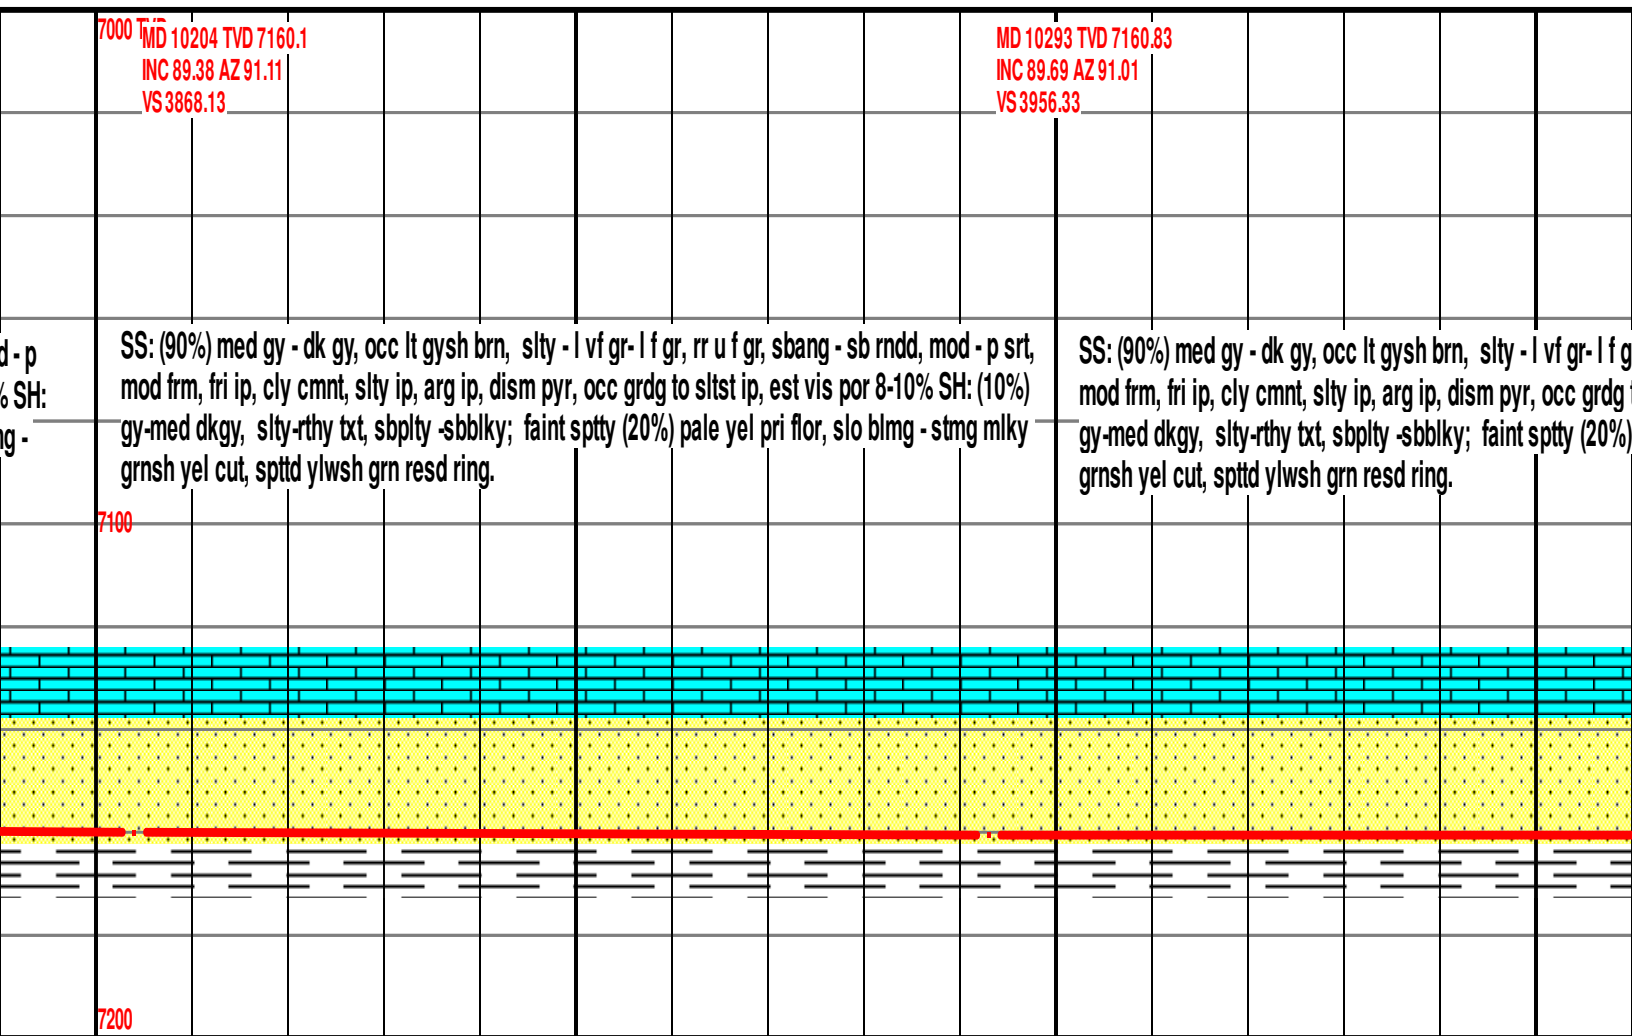 7000 TVD
MD 10204 TVD 7160.1
INC 89.38 AZ 91.11
VS 3868.13
MD 10293 TVD 7160.83
INC 89.69 AZ 91.01
VS 3956.33
d - p
% SH:
ng -
SS: (90%) med gy - dk gy, occ lt gysh brn, slty - l vf gr- l f gr, rr u f gr, sbang - sb rndd, mod - p srt,
mod frm, fri ip, cly cmnt, slty ip, arg ip, dism pyr, occ grdg to sltst ip, est vis por 8-10% SH: (10%)
gy-med dkgy, slty-rthy txt, sbplty -sbblky; faint sptty (20%) pale yel pri flor, slo blmg - stmg mlky
grnsh yel cut, spttd ylwsh grn resd ring.
SS: (90%) med gy - dk gy, occ lt gysh brn, slty - l vf gr- l f g
mod frm, fri ip, cly cmnt, slty ip, arg ip, dism pyr, occ grdg t
gy-med dkgy, slty-rthy txt, sbplty -sbblky; faint sptty (20%)
grnsh yel cut, spttd ylwsh grn resd ring.
7100
7200